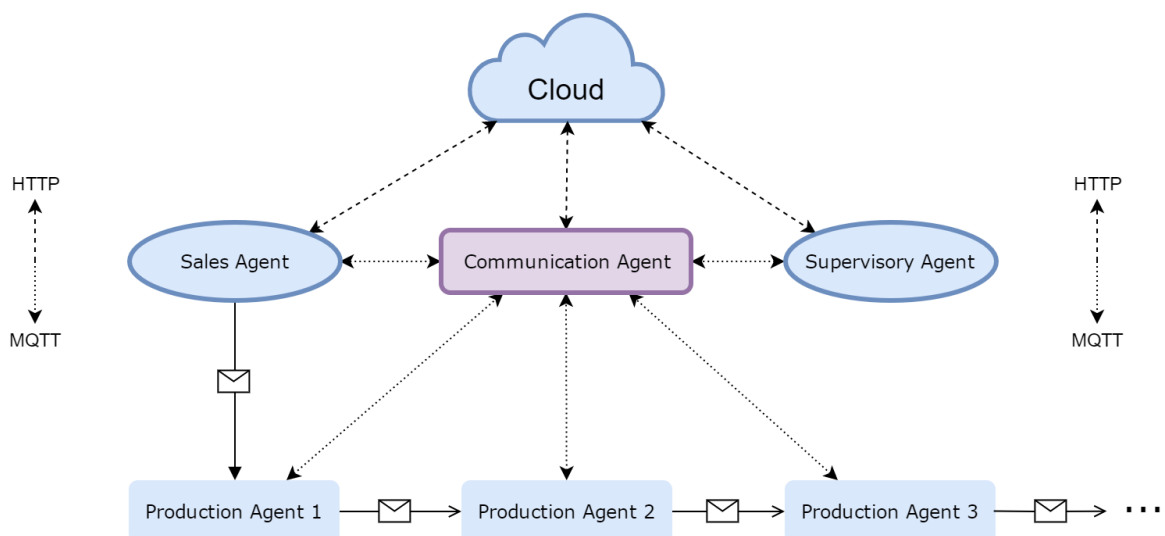 Cloud
HTTP
HTTP
Sales Agent
Communication Agent
Supervisory Agent
MQTT
MQTT
Production Agent 1
Production Agent 2
Production Agent 3
...